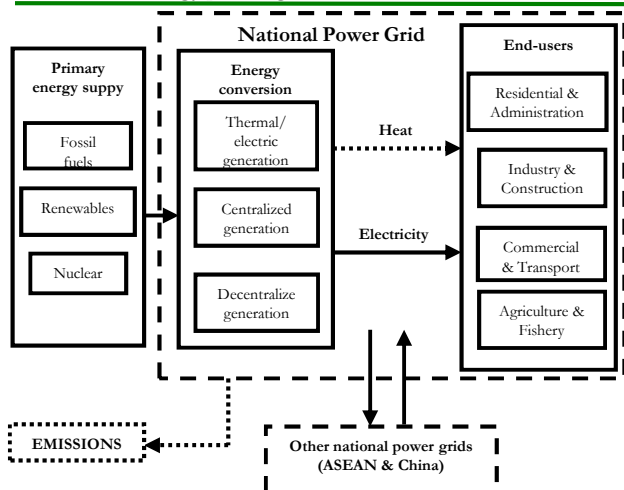 National Power Grid
Primary
energy suppy
Fossil
fuels
Renewables
Nuclear
Energy
conversion
Thermal/
electric
generation
Centralized
generation
Decentralize
generation
Heat
Electricity
End-users
Residential &
Administration
Industry &
Construction
Commercial
& Transport
Agriculture &
Fishery
EMISSIONS
Other national power grids
(ASEAN & China)